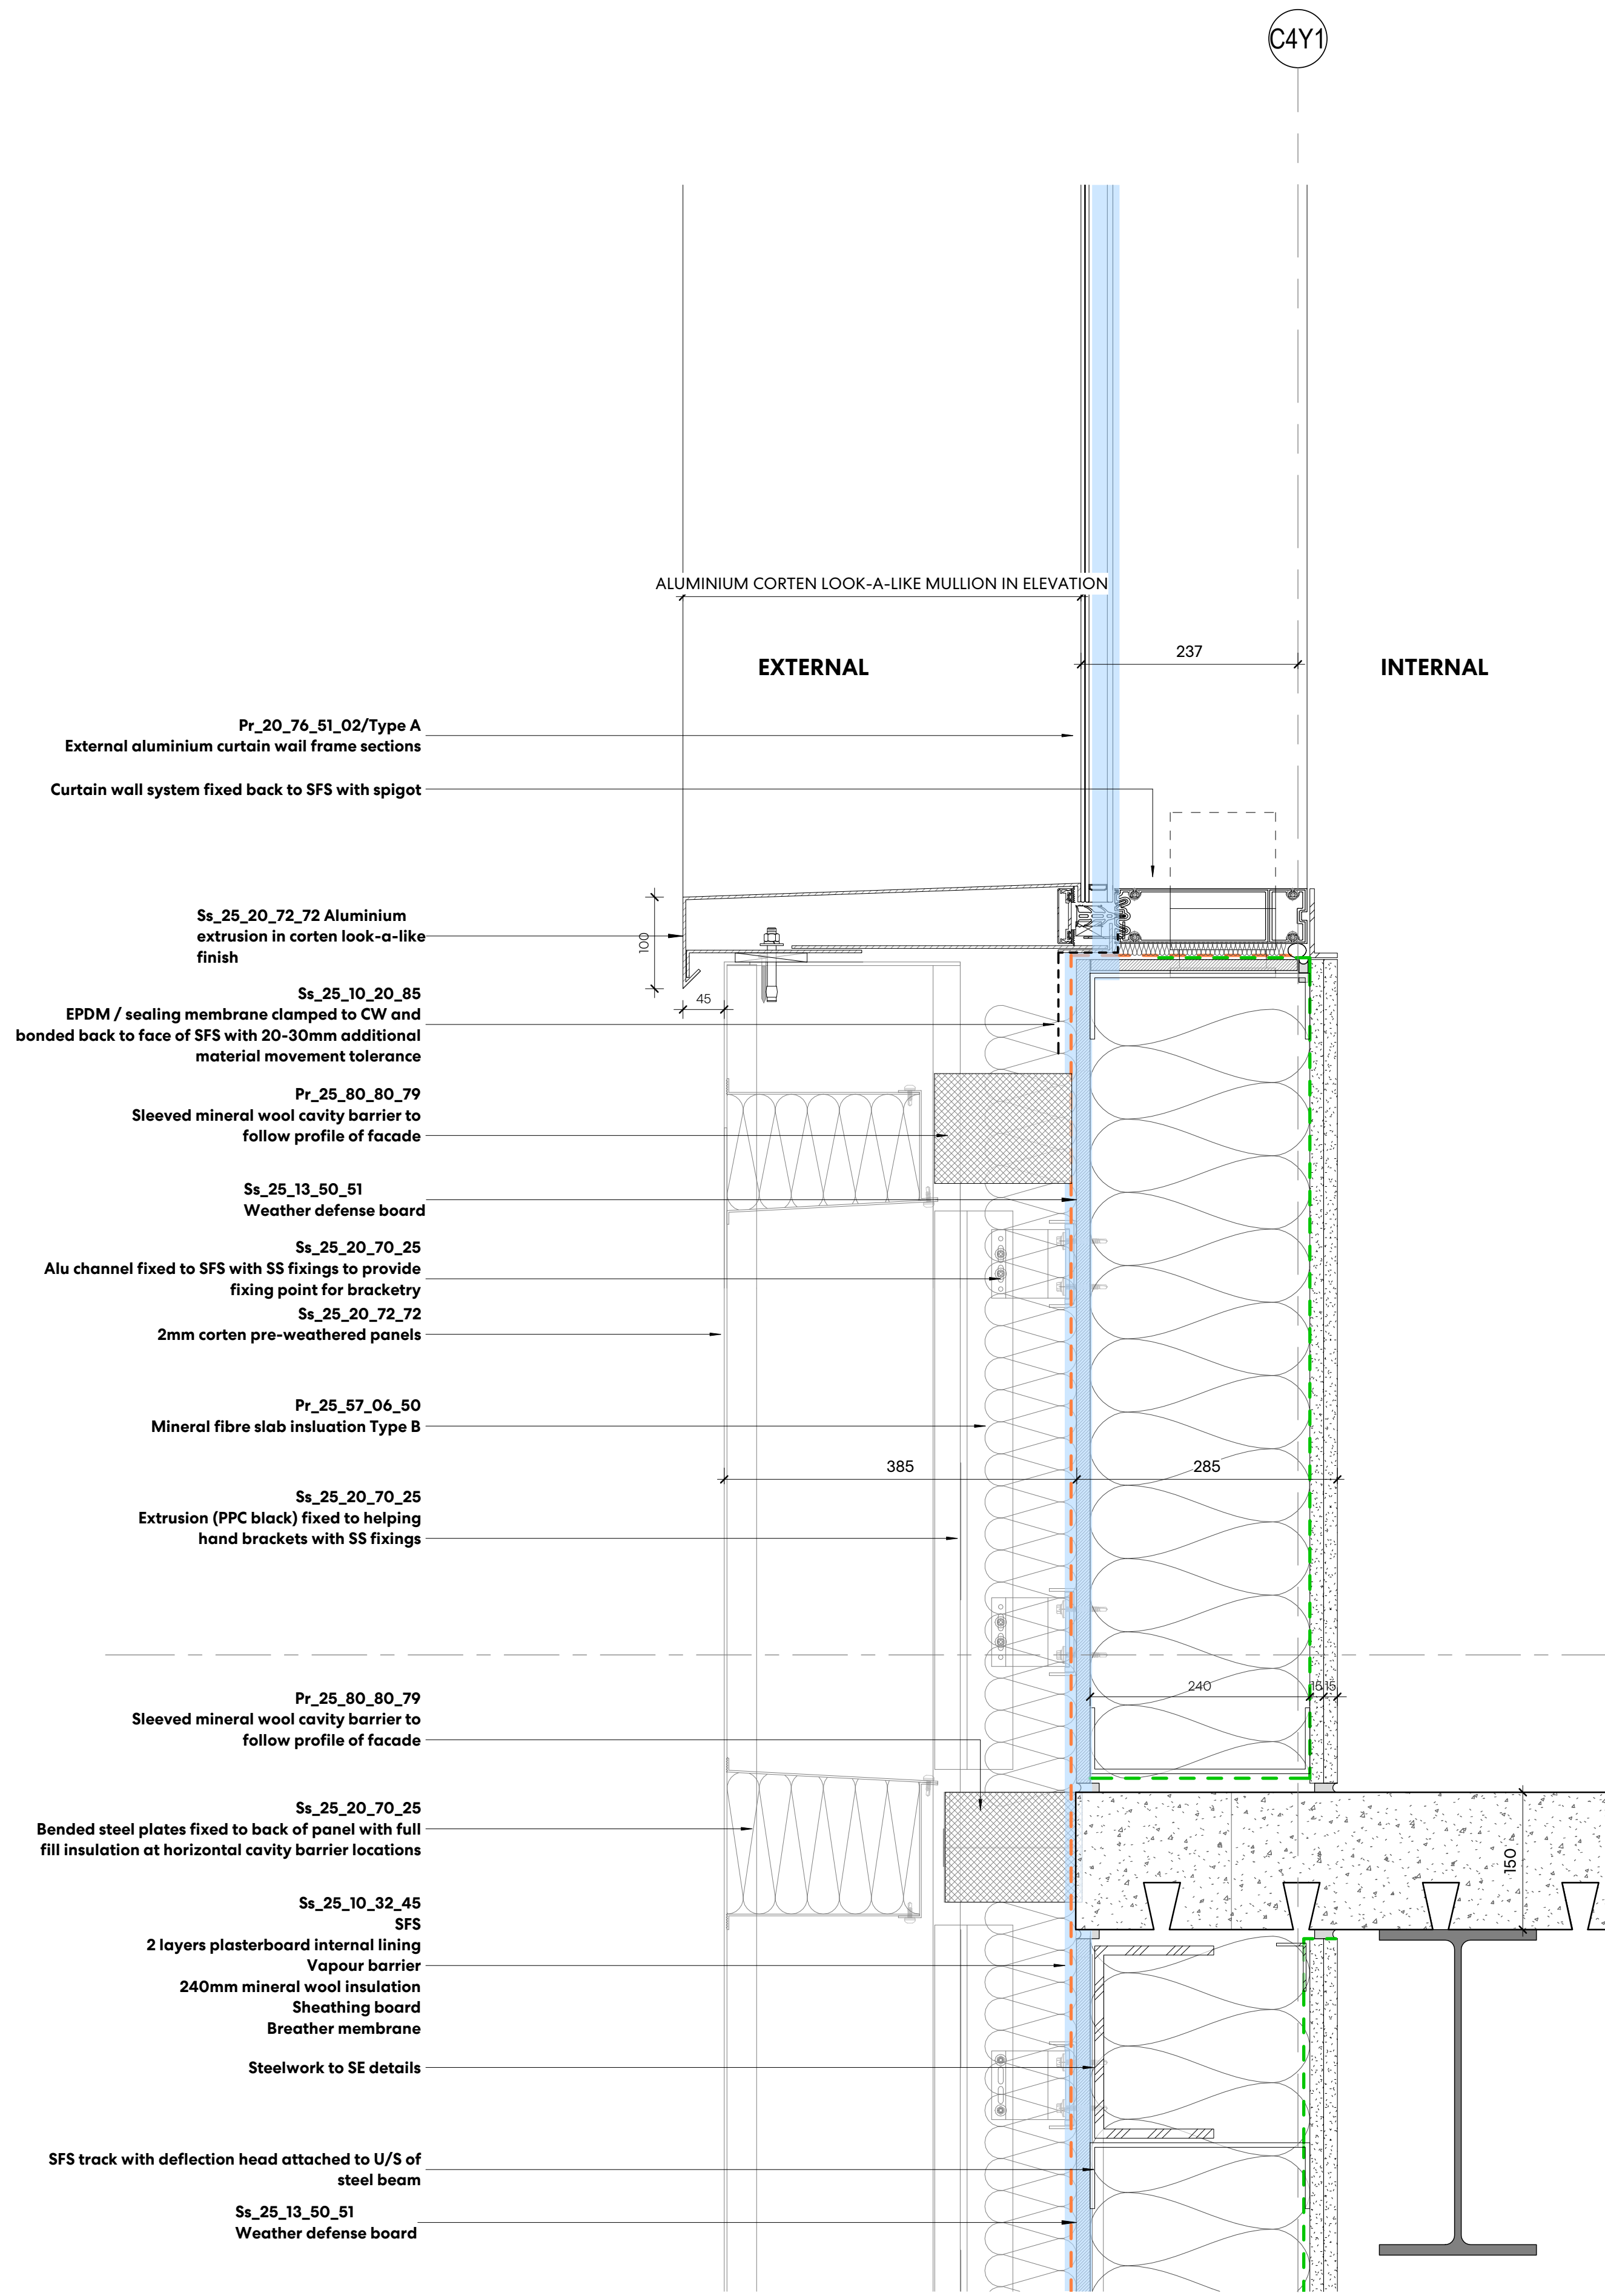 C4Y1
ALUMINIUM CORTEN LOOK-A-LIKE MULLION IN ELEVATION
237
EXTERNAL
INTERNAL
Pr_20_76_51_02/Type A
External aluminium curtain wail frame sections
Curtain wall system fixed back to SFS with spigot
Ss_25_20_72_72 Aluminium
extrusion in corten look-a-like
finish
100
45
Ss_25_10_20_85
EPDM / sealing membrane clamped to CW and
bonded back to face of SFS with 20-30mm additional
material movement tolerance
Pr_25_80_80_79
Sleeved mineral wool cavity barrier to
follow profile of facade
Ss_25_13_50_51
Weather defense board
Ss_25_20_70_25
Alu channel fixed to SFS with SS fixings to provide
fixing point for bracketry
Ss_25_20_72_72
2mm corten pre-weathered panels
Pr_25_57_06_50
Mineral fibre slab insluation Type B
385
285
Ss_25_20_70_25
Extrusion (PPC black) fixed to helping
hand brackets with SS fixings
240
15
15
Pr_25_80_80_79
Sleeved mineral wool cavity barrier to
follow profile of facade
Ss_25_20_70_25
Bended steel plates fixed to back of panel with full
fill insulation at horizontal cavity barrier locations
150
Ss_25_10_32_45
SFS
2 layers plasterboard internal lining
Vapour barrier
240mm mineral wool insulation
Sheathing board
Breather membrane
Steelwork to SE details
SFS track with deflection head attached to U/S of
steel beam
Ss_25_13_50_51
Weather defense board